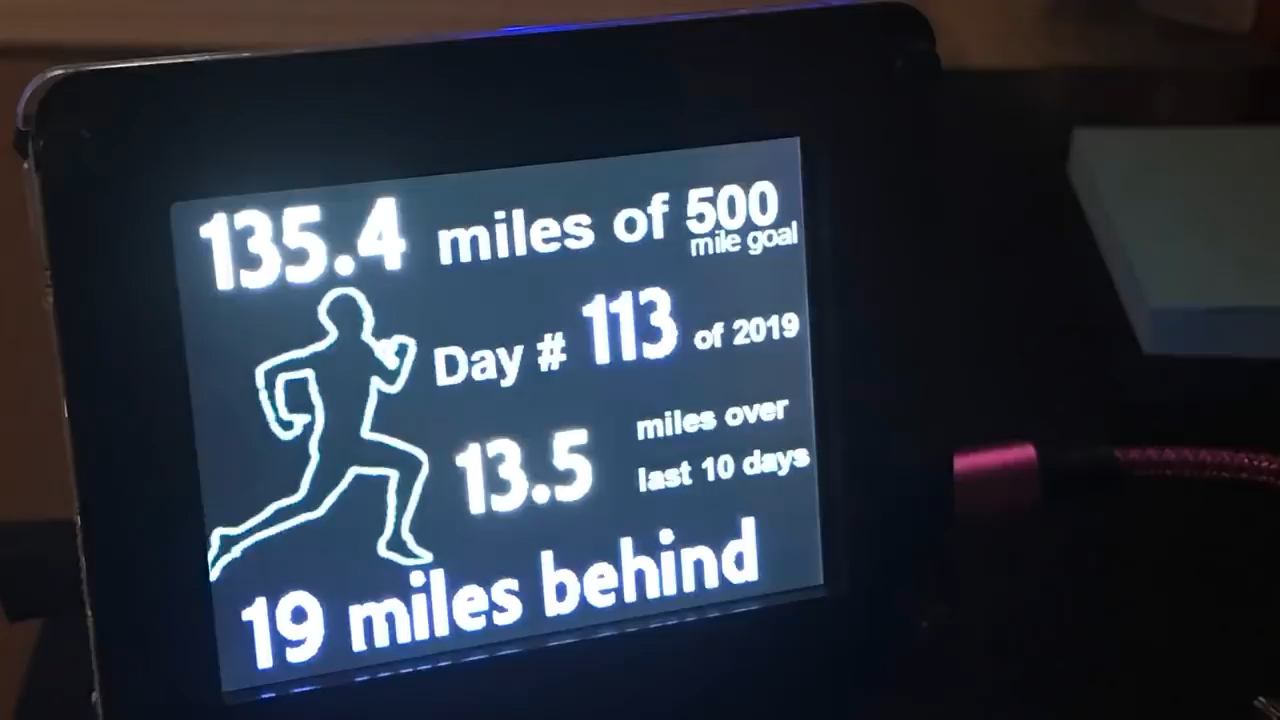 135.4 miles of 500
mile goal
Day # 113 of 2019
13.5 miles over
last 10 days
19 miles behind